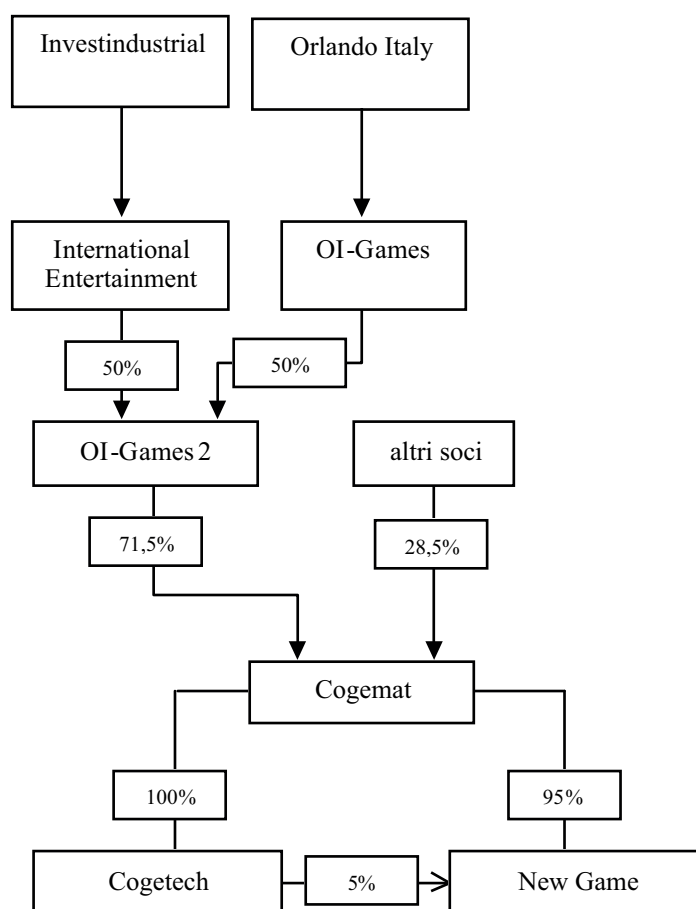 Investindustrial
Orlando Italy
International
Entertainment
OI-Games
50%
50%
OI-Games 2
altri soci
71,5%
28,5%
Cogemat
100%
95%
Cogetech
5%
New Game